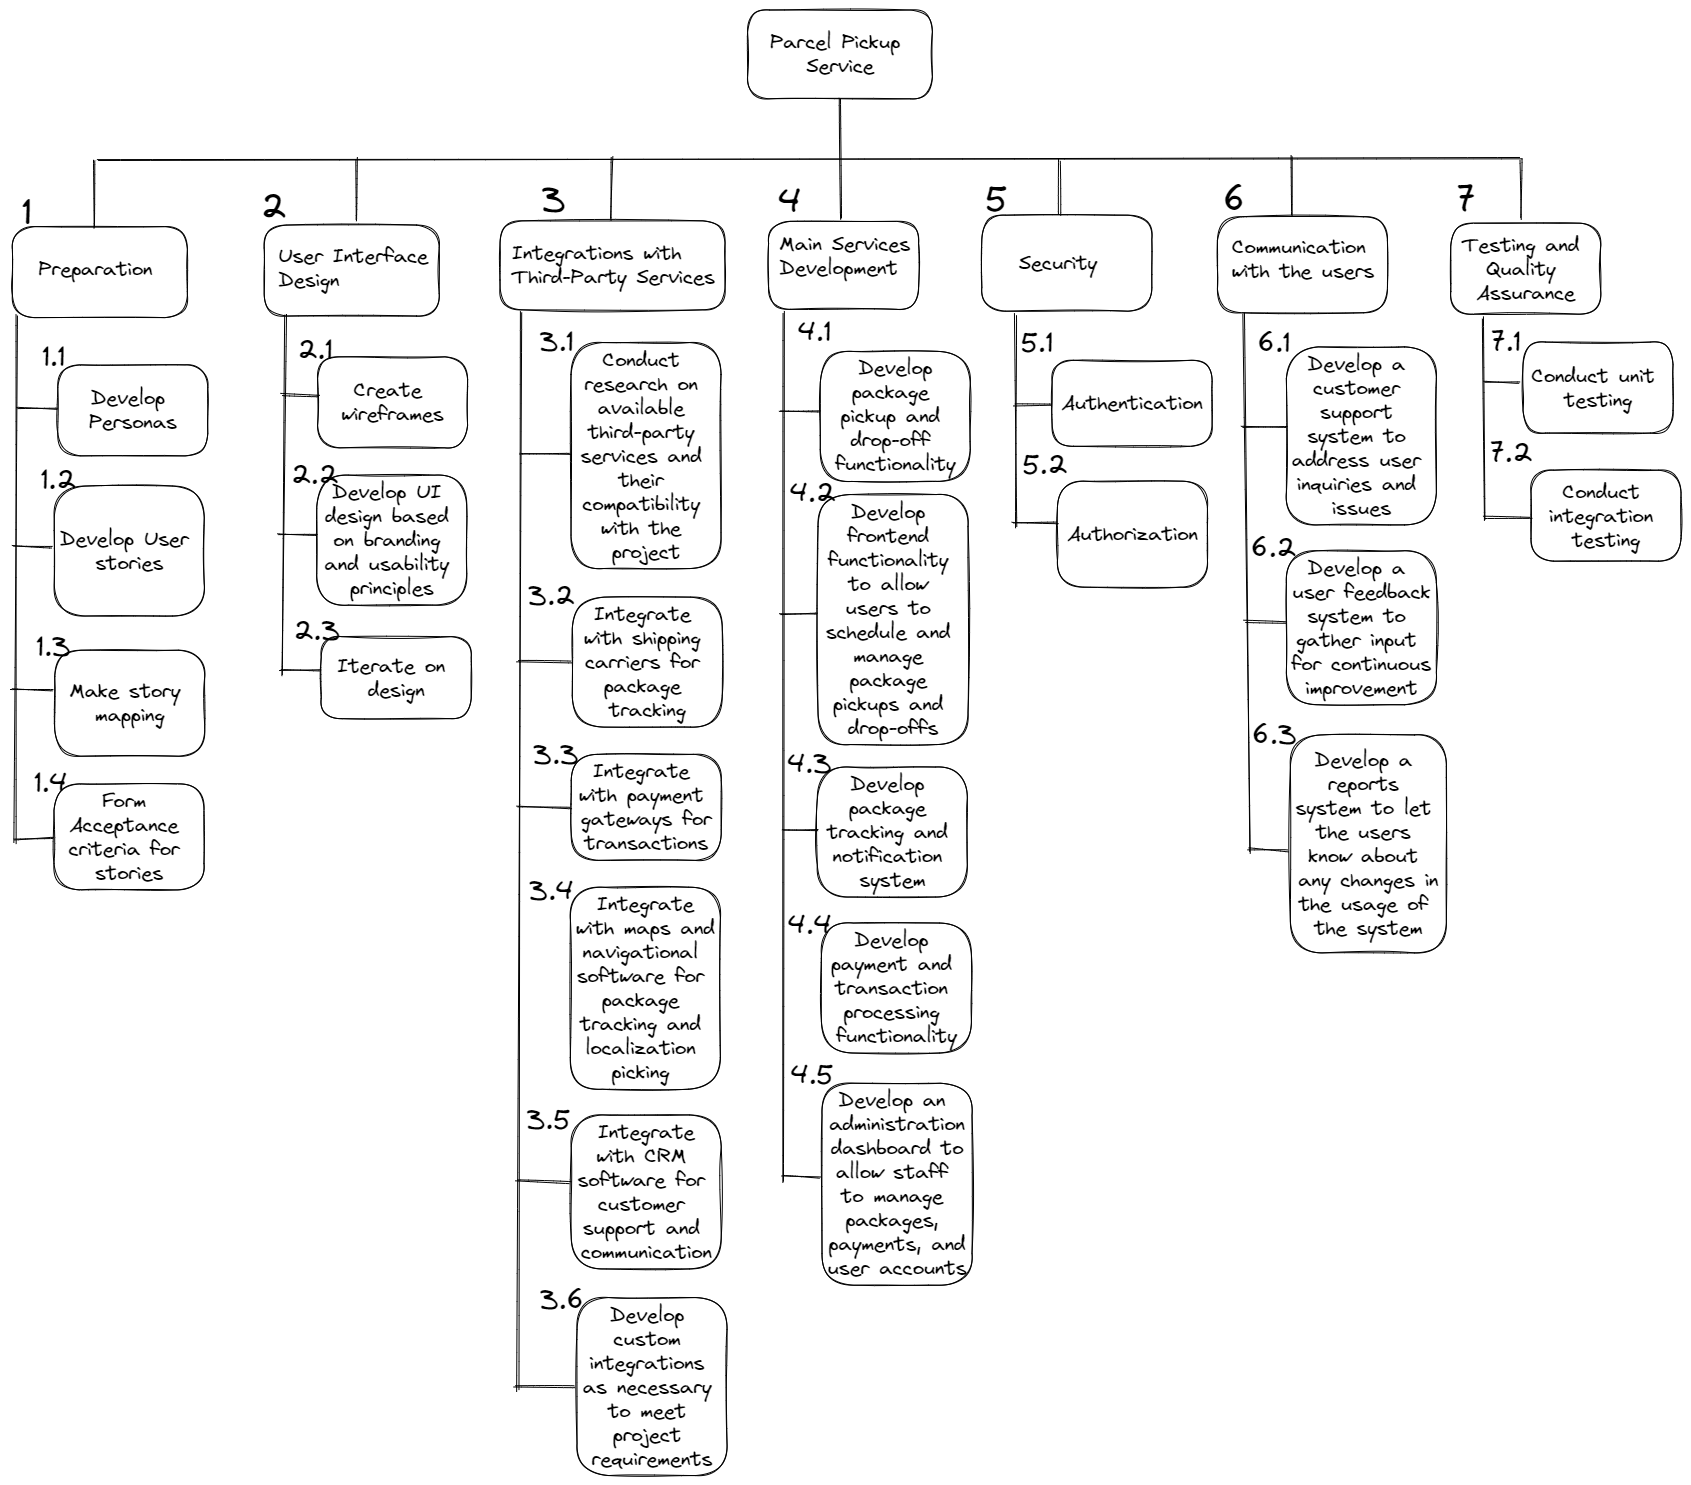 Parcel Pickup
Service
1
Preparation
1.1
Develop
Personas
1.2
Develop User
stories
1.3
Make story
mapping
1.4
Form
Acceptance
criteria for
stories
2
User Interface
Design
2.1
Create
wireframes
2.2
Develop UI
design based
on branding
and usability
principles
2.3
Iterate on
design
3
Integrations with
Third-Party Services
3.1
Conduct
research on
available
third-party
services and
their
compatibility
with the
project
3.2
Integrate
with shipping
carriers for
package
tracking
3.3
Integrate
with payment
gateways for
transactions
3.4
Integrate
with maps and
navigational
software for
package
tracking and
localization
picking
3.5
Integrate
with CRM
software for
customer
support and
communication
3.6
Develop
custom
integrations
as necessary
to meet
project
requirements
4
Main Services
Development
4.1
Develop
package
pickup and
drop-off
functionality
4.2
Develop
frontend
functionality
to allow
users to
schedule and
manage
package
pickups and
drop-offs
4.3
Develop
package
tracking and
notification
system
4.4
Develop
payment and
transaction
processing
functionality
4.5
Develop an
administration
dashboard to
allow staff
to manage
packages,
payments, and
user accounts
5
Security
5.1
Authentication
5.2
Authorization
6
Communication
with the users
6.1
Develop a
customer
support
system to
address user
inquiries and
issues
6.2
Develop a
user feedback
system to
gather input
for continuous
improvement
6.3
Develop a
reports
system to let
the users
know about
any changes in
the usage of
the system
7
Testing and
Quality
Assurance
7.1
Conduct unit
testing
7.2
Conduct
integration
testing